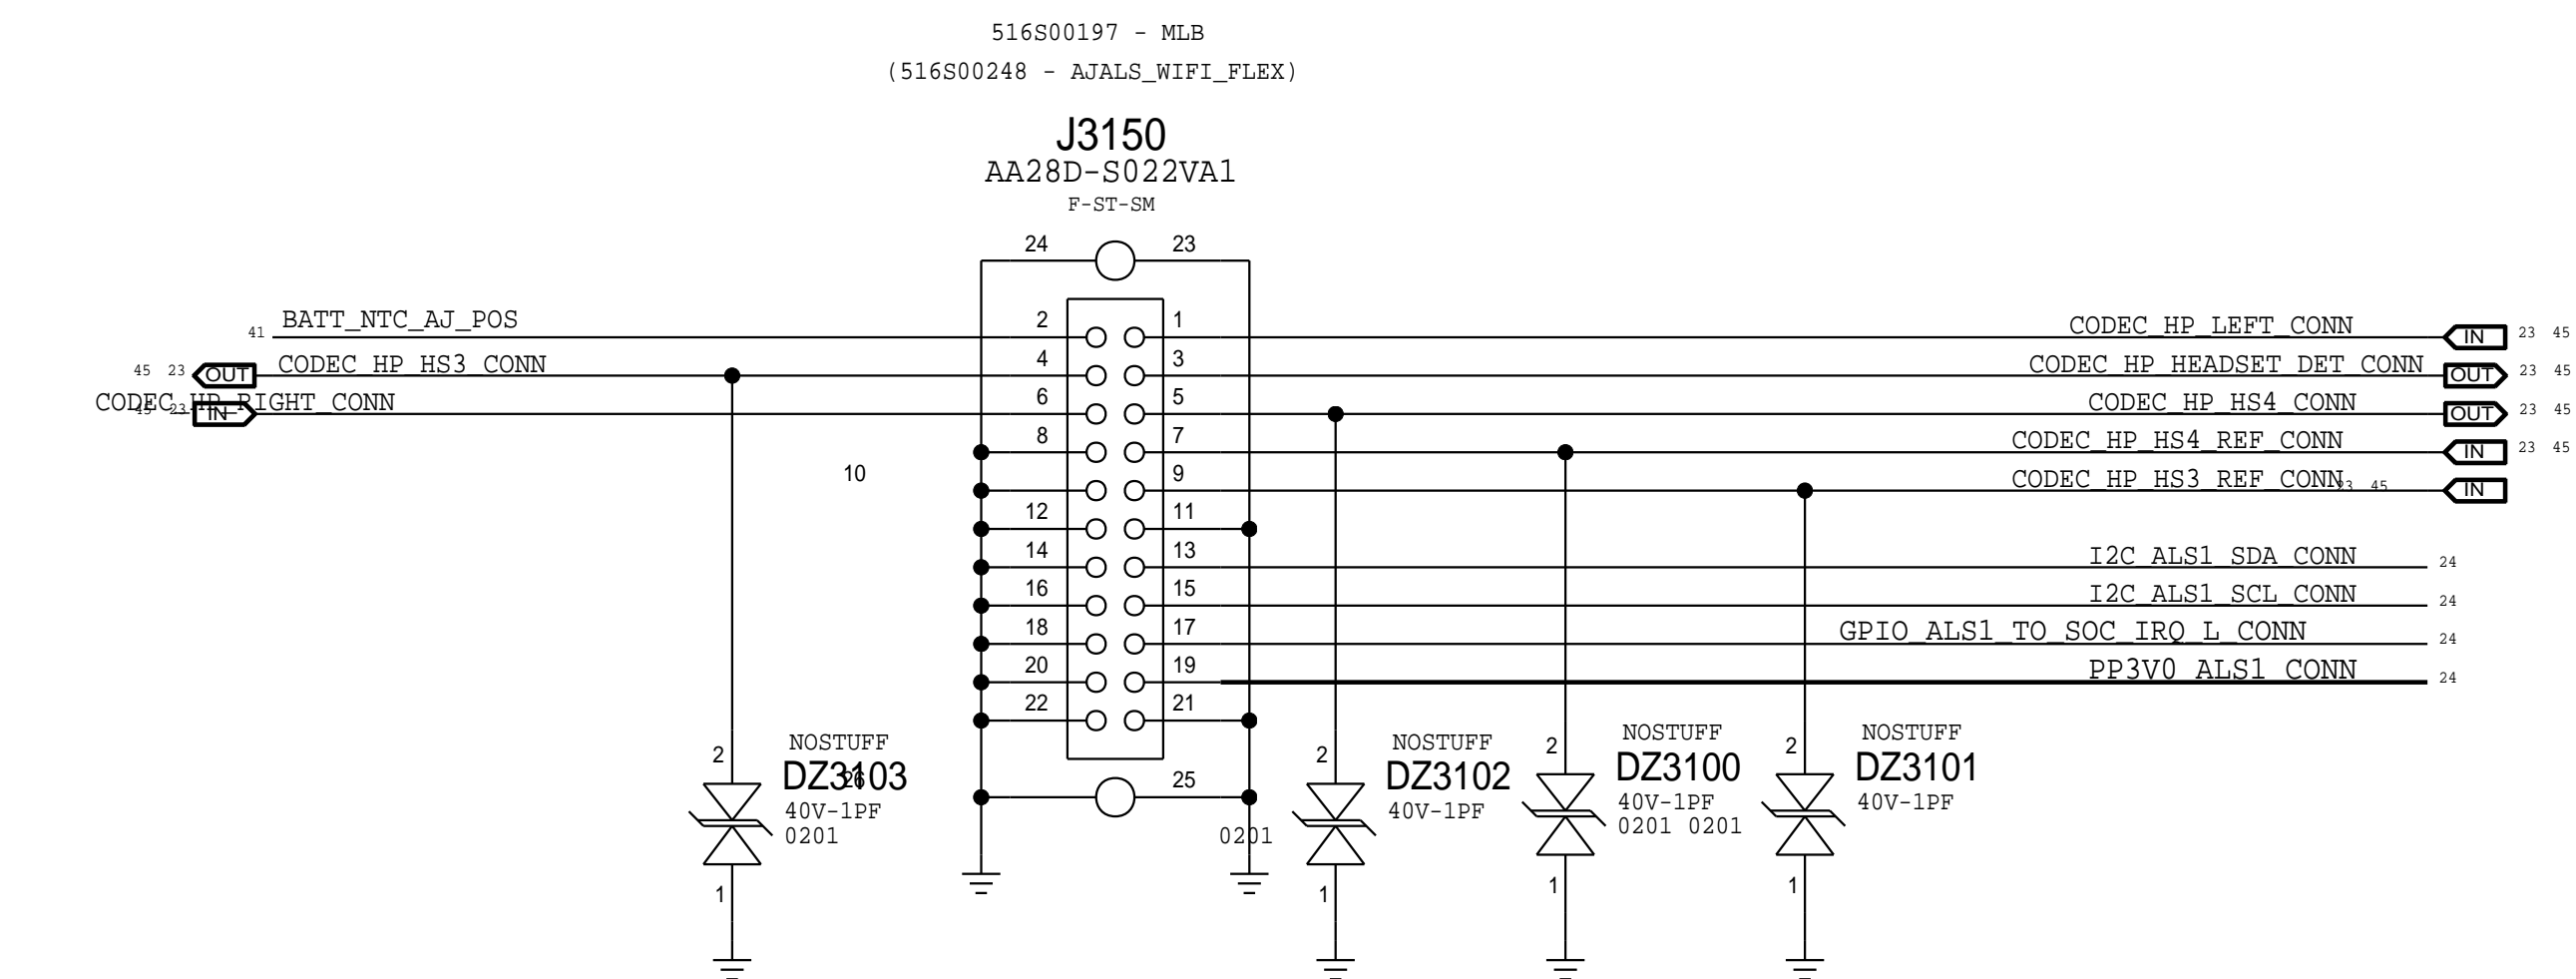 516S00197 - MLB
(516S00248 - AJALS_WIFI_FLEX)
J3150
AA28D-S022VA1
F-ST-SM
24 23
41 BATT_NTC_AJ_POS 2 1 CODEC_HP_LEFT_CONN IN 23 45
45 23 OUT CODEC_HP_HS3_CONN 4 3 CODEC_HP_HEADSET_DET_CONN OUT 23 45
CODEC_HP_RIGHT_CONN 45 23 IN 6 5 CODEC_HP_HS4_CONN OUT 23 45
8 7 CODEC_HP_HS4_REF_CONN IN 23 45
10 9 CODEC_HP_HS3_REF_CONN 23 45 IN
12 11
14 13 I2C_ALS1_SDA_CONN 24
16 15 I2C_ALS1_SCL_CONN 24
18 17 GPIO_ALS1_TO_SOC_IRQ_L_CONN 24
20 19 PP3V0_ALS1_CONN 24
22 21
2 NOSTUFF
DZ3103
26
40V-1PF
0201
1
25
0201
2 NOSTUFF
DZ3102
40V-1PF
1
2 NOSTUFF
DZ3100
40V-1PF
0201 0201
1
2 NOSTUFF
DZ3101
40V-1PF
1